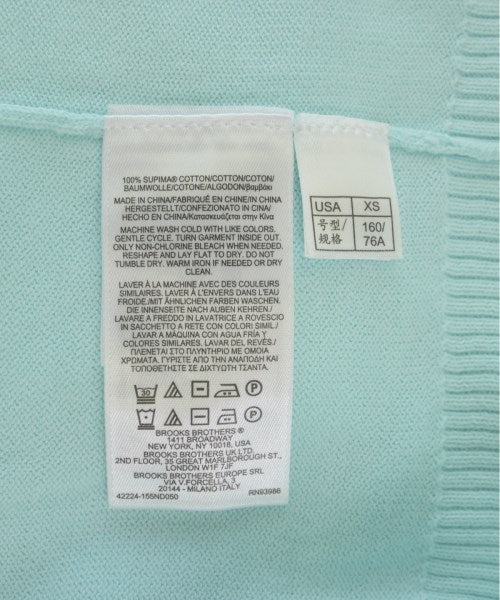 100% SUPIMA® COTTON/COTTON/COTON/
BAUMWOLLE/COTONE/ALGODON/βαμβάκι
MADE IN CHINA/FABRIQUÉ EN CHINE/IN CHINA
HERGESTELLT/CONFEZIONATO IN CINA/
HECHO EN CHINA/Κατασκευάζεται στην Κίνα
MACHINE WASH COLD WITH LIKE COLORS.
GENTLE CYCLE. TURN GARMENT INSIDE OUT.
ONLY NON-CHLORINE BLEACH WHEN NEEDED.
RESHAPE AND LAY FLAT TO DRY. DO NOT
TUMBLE DRY. WARM IRON IF NEEDED OR DRY
CLEAN.
LAVER À LA MACHINE AVEC DES COULEURS
SIMILAIRES. LAVER À L'ENVERS DANS L'EAU
FROIDE./MIT ÄHNLICHEN FARBEN WASCHEN.
DIE INNENSEITE NACH AUßEN KEHREN /
LAVARE A FREDDO IN LAVATRICE A ROVESCIO
IN SACCHETTO A RETE CON COLORI SIMIL./
LAVAR A MÁQUINA CON AGUA FRÍA Y
COLORES SIMILARES. LAVAR DEL REVÉS./
ΠΛΕΝΕΤΑΙ ΣΤΟ ΠΛΥΝΤΗΡΙΟ ΜΕ ΟΜΟΙΑ
ΧΡΩΜΑΤΑ. ΓΥΡΙΣΤΕ ΑΠΟ ΤΗΝ ΑΝΑΠΟΔΗ ΚΑΙ
ΤΟΠΟΘΕΤΗΣΤΕ ΣΕ ΔΙΧΤΥΩΤΗ ΤΣΑΝΤΑ.
30 P
P
BROOKS BROTHERS ®
1411 BROADWAY
NEW YORK, NY 10018
BROOKS BROTHERS UK LTD.
2ND FLOOR, 35 GREAT MARLBOROUGH ST.,
LONDON W1F 7JF
BROOKS BROTHERS EUROPE SRL
VIA V.FORCELLA, 3
20144 - MILANO ITALY
42224-155ND050 RN93986
USA XS
号型/ 160/
规格 76A